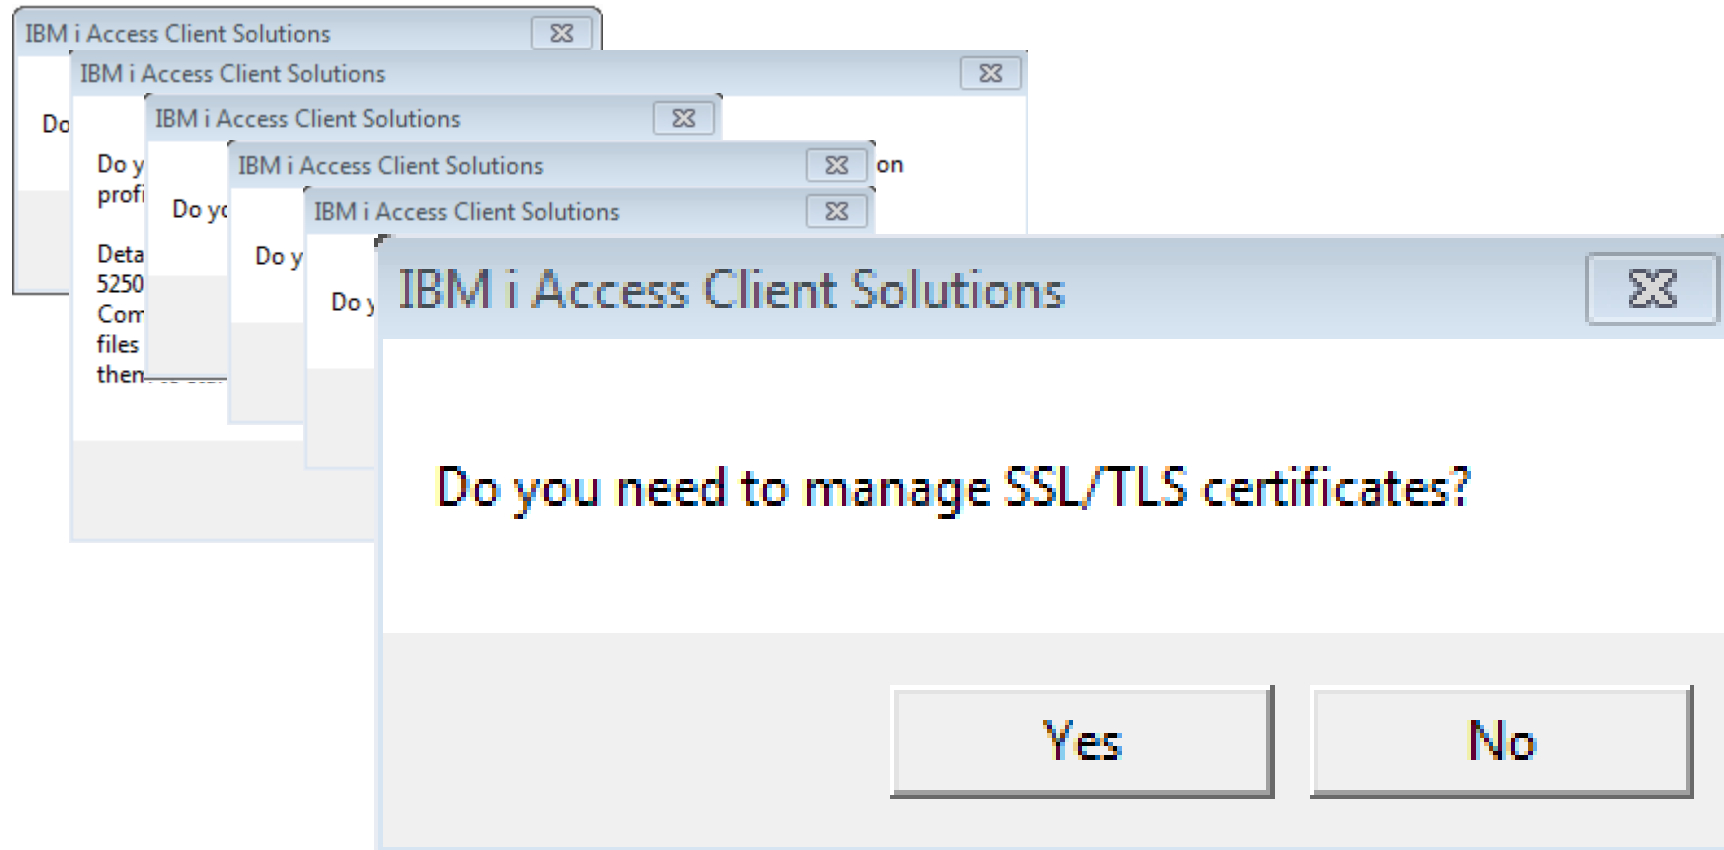 IBM i Access Client Solutions
Do
IBM i Access Client Solutions
Do y
on
profi
Deta
5250
Com
files
them
IBM i Access Client Solutions
Do yo
IBM i Access Client Solutions
Do y
IBM i Access Client Solutions
Do y
IBM i Access Client Solutions
Do you need to manage SSL/TLS certificates?
Yes
No